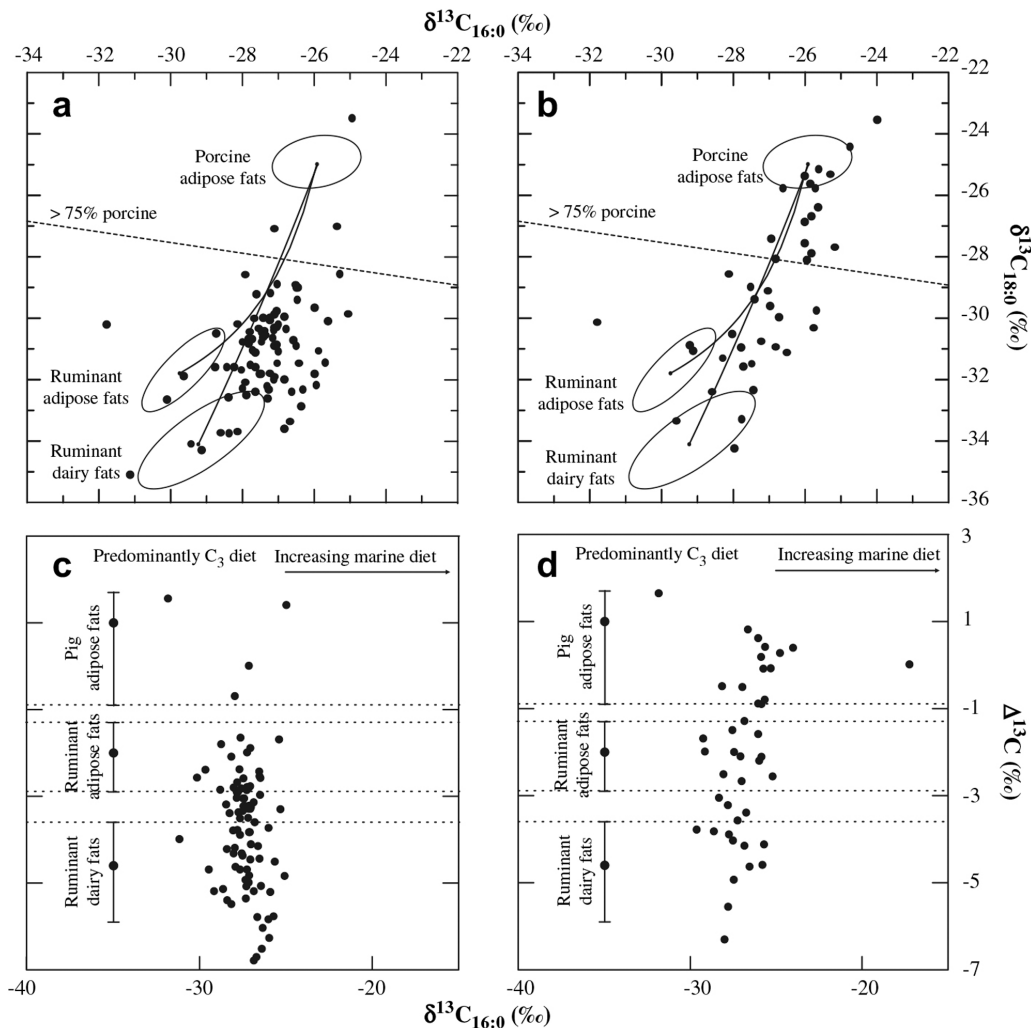 δ¹³C₁₆:₀ (‰)
-34 -32 -30 -28 -26 -24 -22
-34 -32 -30 -28 -26 -24 -22
a
Porcine
adipose fats
> 75% porcine
Ruminant
adipose fats
Ruminant
dairy fats
b
Porcine
adipose fats
> 75% porcine
Ruminant
adipose fats
Ruminant
dairy fats
-22
-24
-26
-28
-30
-32
-34
-36
δ¹³C₁₈:₀ (‰)
c
Predominantly C₃ diet
Increasing marine diet
Pig
adipose fats
Ruminant
adipose fats
Ruminant
dairy fats
d
Predominantly C₃ diet
Increasing marine diet
Pig
adipose fats
Ruminant
adipose fats
Ruminant
dairy fats
3
1
-1
-3
-5
-7
Δ¹³C (‰)
-40 -30 -20
-40 -30 -20
δ¹³C₁₆:₀ (‰)